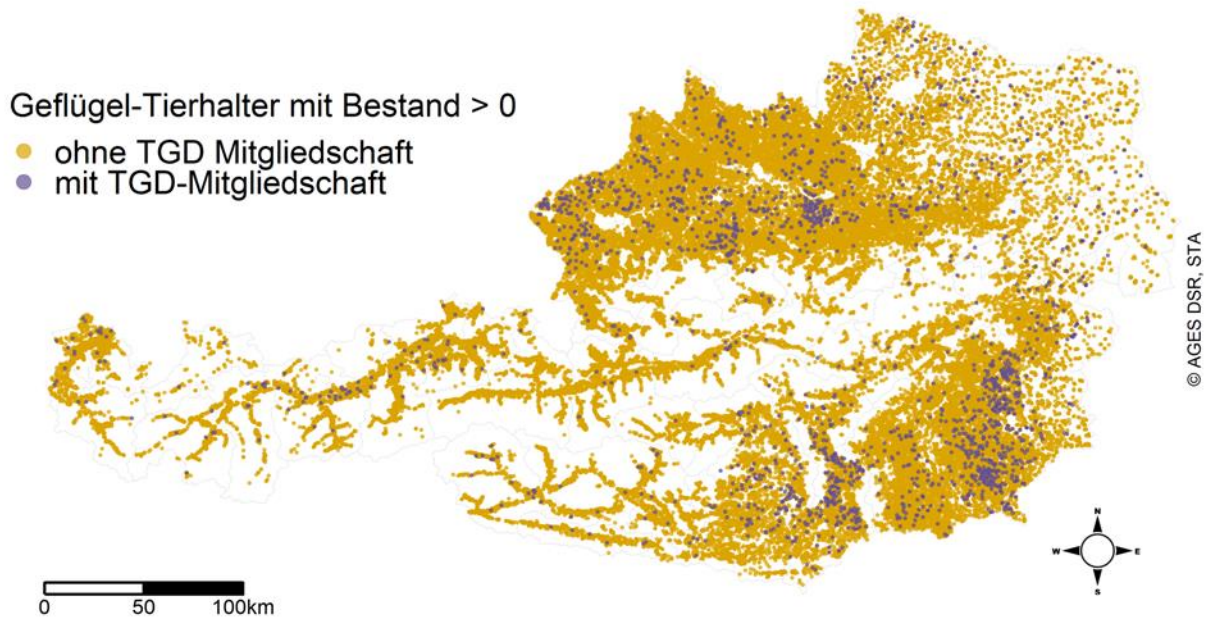 Geflügel-Tierhalter mit Bestand > 0
ohne TGD Mitgliedschaft
mit TGD-Mitgliedschaft
© AGES DSR, STA
N
W E
S
0 50 100km